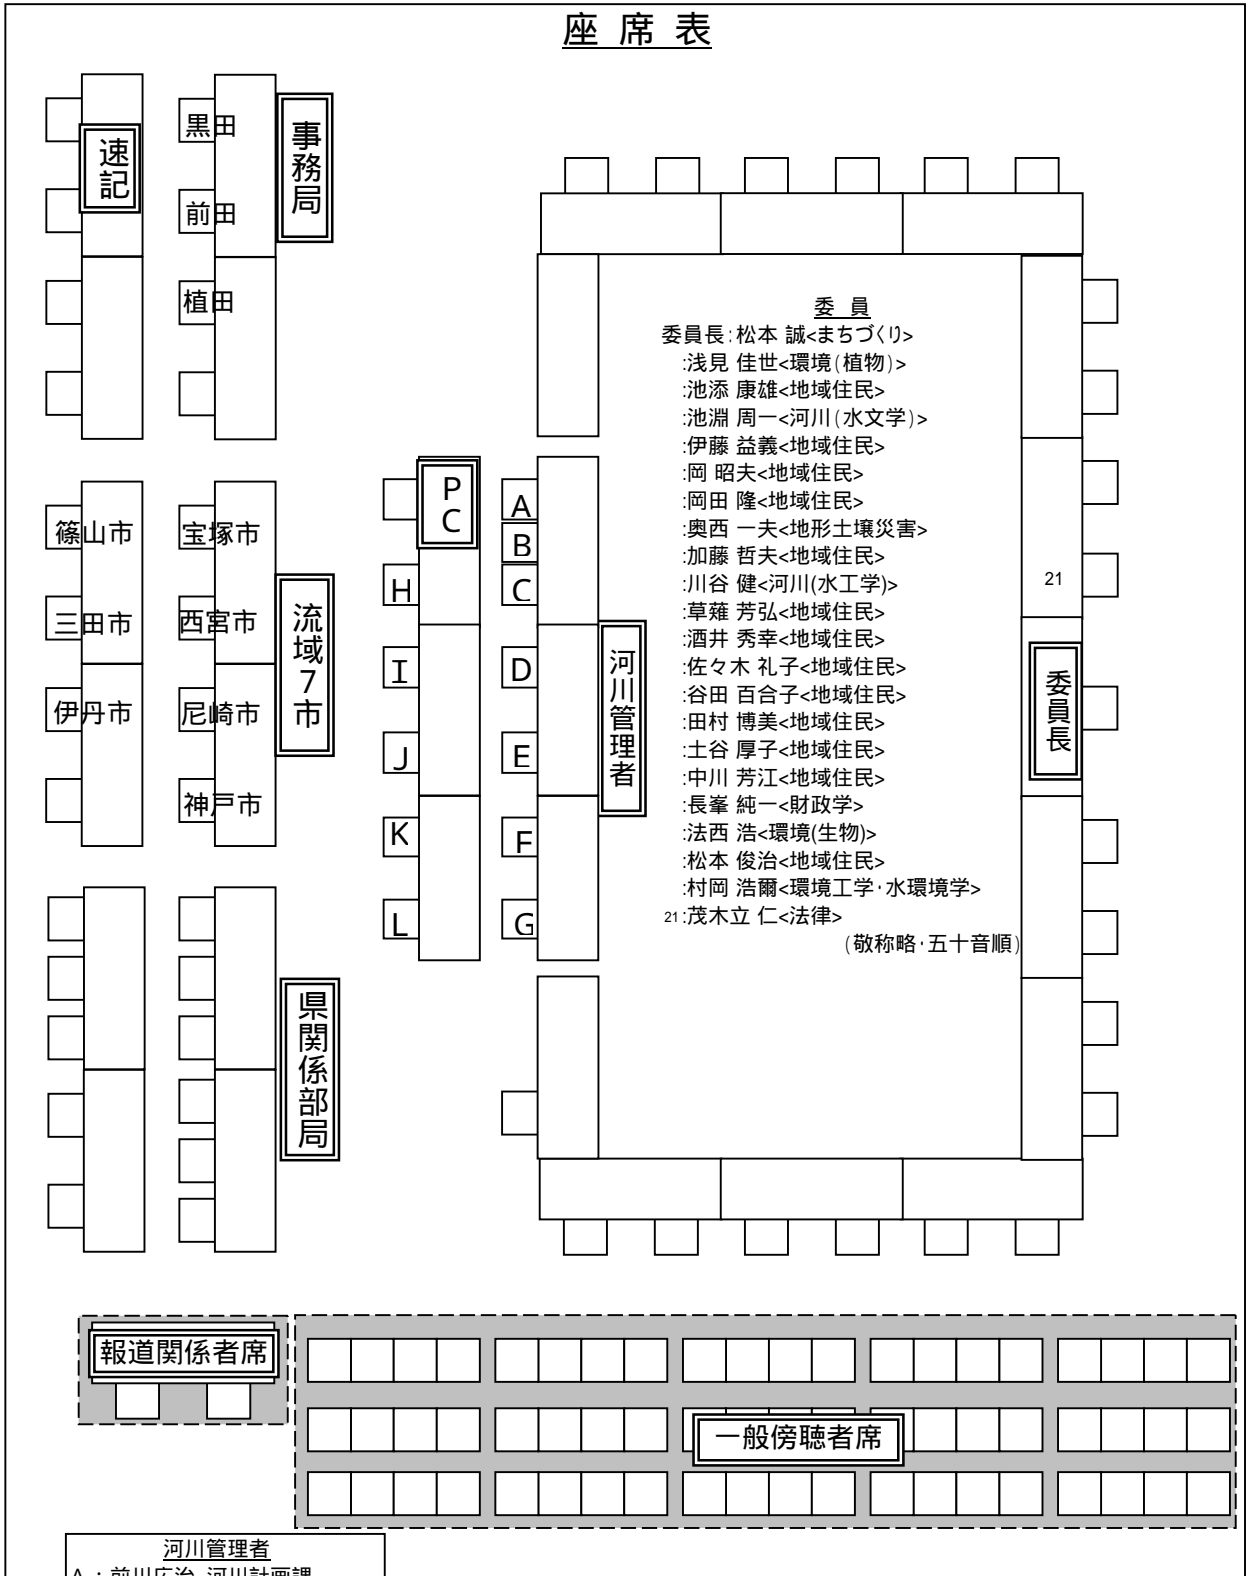 座席表
速記
黒田
前田
植田
事務局
篠山市
三田市
伊丹市
宝塚市
西宮市
尼崎市
神戸市
流域7市
県関係部局
PC
H
I
J
K
L
A
B
C
D
E
F
G
河川管理者
委 員
委員長:松本 誠<まちづくり>
:浅見 佳世<環境(植物)>
:池添 康雄<地域住民>
:池淵 周一<河川(水文学)>
:伊藤 益義<地域住民>
:岡 昭夫<地域住民>
:岡田 隆<地域住民>
:奥西 一夫<地形土壌災害>
:加藤 哲夫<地域住民>
:川谷 健<河川(水工学)>
:草薙 芳弘<地域住民>
:酒井 秀幸<地域住民>
:佐々木 礼子<地域住民>
:谷田 百合子<地域住民>
:田村 博美<地域住民>
:土谷 厚子<地域住民>
:中川 芳江<地域住民>
:長峯 純一<財政学>
:法西 浩<環境(生物)>
:松本 俊治<地域住民>
:村岡 浩爾<環境工学・水環境学>
21:茂木立 仁<法律>
(敬称略・五十音順)
21
委員長
報道関係者席
一般傍聴者席
河川管理者
A:前川広治 河川計画課